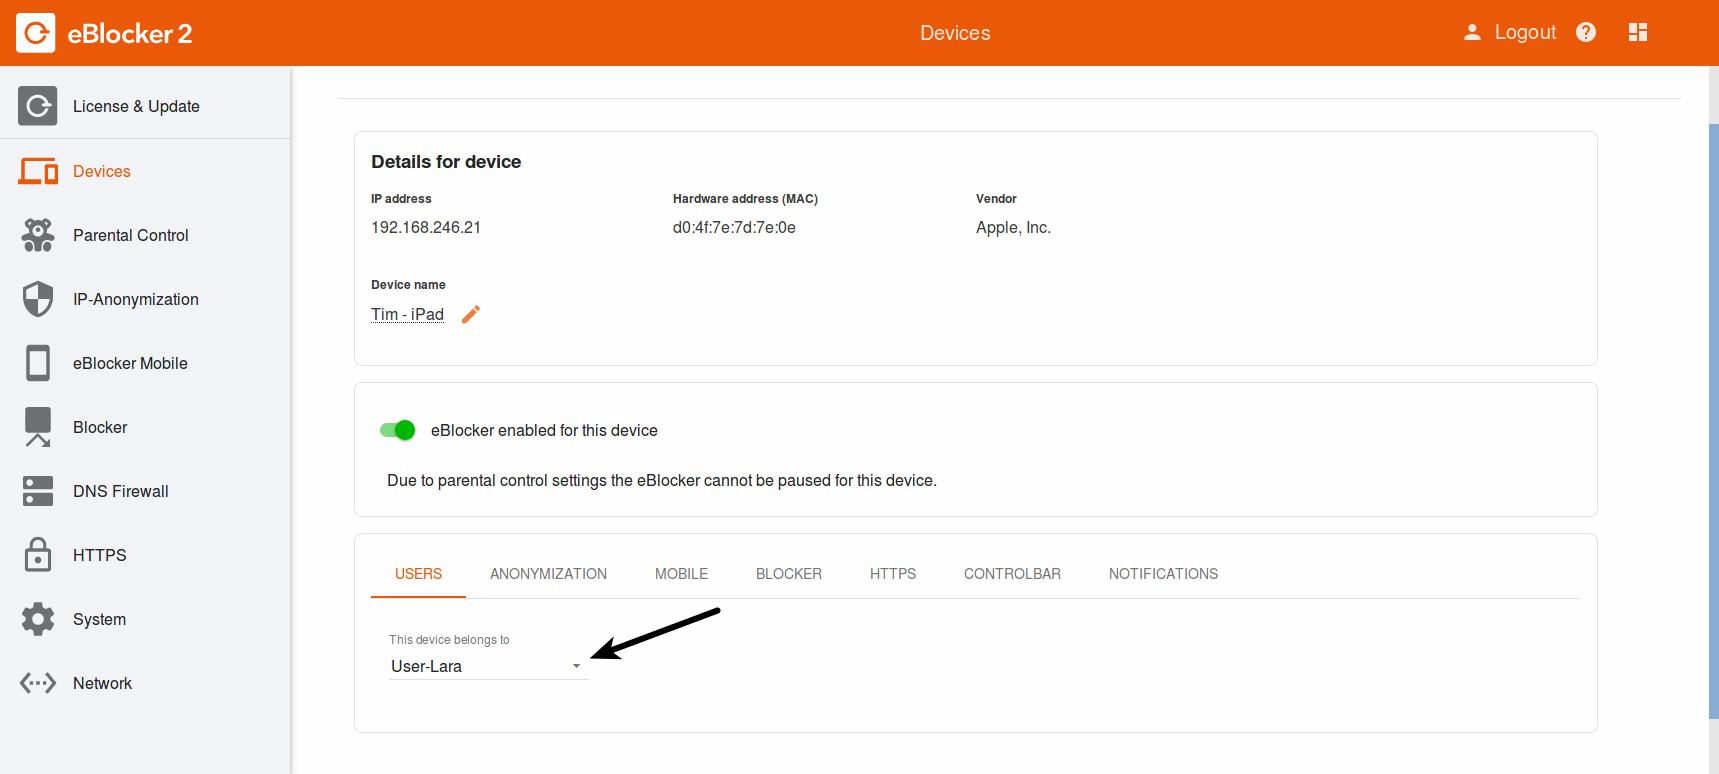 eBlocker 2
Devices
Logout
License & Update
Devices
Parental Control
IP-Anonymization
eBlocker Mobile
Blocker
DNS Firewall
HTTPS
System
Network
Details for device
IP address Hardware address (MAC) Vendor
192.168.246.21 d0:4f:7e:7d:7e:0e Apple, Inc.
Device name
Tim - iPad
eBlocker enabled for this device
Due to parental control settings the eBlocker cannot be paused for this device.
USERS ANONYMIZATION MOBILE BLOCKER HTTPS CONTROLBAR NOTIFICATIONS
This device belongs to
User-Lara